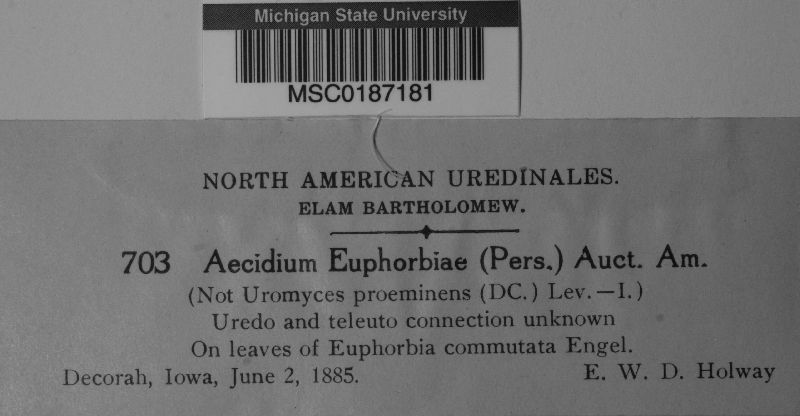 Michigan State University
MSC0187181
NORTH AMERICAN UREDINALES.
ELAM BARTHOLOMEW.
703 Aecidium Euphorbiae (Pers.) Auct. Am.
(Not Uromyces proeminens (DC.) Lev.—I.)
Uredo and teleuto connection unknown
On leaves of Euphorbia commutata Engel.
Decorah, Iowa, June 2, 1885. E. W. D. Holway